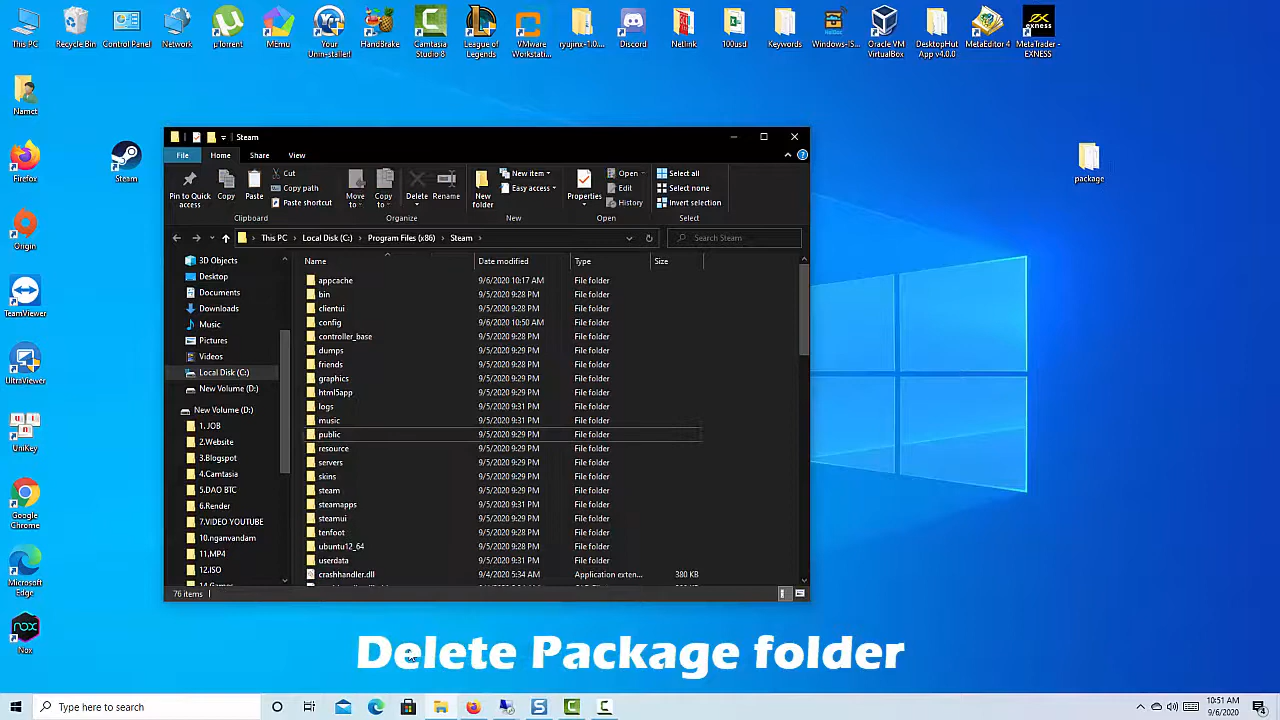 This PC
Recycle Bin
Control Panel
Network
µTorrent
MEmu
Your
Uninstaller!
HandBrake
Camtasia
Studio 8
League of
Legends
VMware
Workstati...
ryujinx-1.0....
Discord
Netlink
100usd
Keywords
Windows-IS...
Oracle VM
VirtualBox
DesktopHut
App v4.0.0
MetaEditor 4
EX
exness
MetaTrader -
EXNESS
Namct
Firefox
Steam
Origin
TeamViewer
UltraViewer
UniKey
Google
Chrome
Microsoft
Edge
Nox
package
Steam
File
Home
Share
View
Pin to Quick
access
Copy
Paste
Cut
Copy path
Paste shortcut
Clipboard
Move
to
Copy
to
Delete
Rename
Organize
New
folder
New item
Easy access
New
Properties
Open
Edit
History
Open
Select all
Select none
Invert selection
Select
This PC > Local Disk (C:) > Program Files (x86) > Steam >
Search Steam
3D Objects
Desktop
Documents
Downloads
Music
Pictures
Videos
Local Disk (C:)
New Volume (D:)
New Volume (D:)
1. JOB
2.Website
3.Blogspot
4.Camtasia
5.DAO BTC
6.Render
7.VIDEO YOUTUBE
10.nganvandam
11.MP4
12.ISO
14.Games
Name Date modified Type Size
appcache 9/6/2020 10:17 AM File folder
bin 9/5/2020 9:28 PM File folder
clientui 9/5/2020 9:28 PM File folder
config 9/6/2020 10:50 AM File folder
controller_base 9/5/2020 9:28 PM File folder
dumps 9/5/2020 9:29 PM File folder
friends 9/5/2020 9:28 PM File folder
graphics 9/5/2020 9:28 PM File folder
html5app 9/5/2020 9:28 PM File folder
logs 9/5/2020 9:31 PM File folder
music 9/5/2020 9:31 PM File folder
public 9/5/2020 9:29 PM File folder
resource 9/5/2020 9:29 PM File folder
servers 9/5/2020 9:29 PM File folder
skins 9/5/2020 9:29 PM File folder
steam 9/5/2020 9:29 PM File folder
steamapps 9/5/2020 9:31 PM File folder
steamui 9/5/2020 9:29 PM File folder
tenfoot 9/5/2020 9:28 PM File folder
ubuntu12_64 9/5/2020 9:28 PM File folder
userdata 9/5/2020 9:31 PM File folder
crashhandler.dll 9/4/2020 5:34 AM Application exten... 380 KB
76 items
Delete Package folder
Type here to search
10:51 AM
9/6/2020